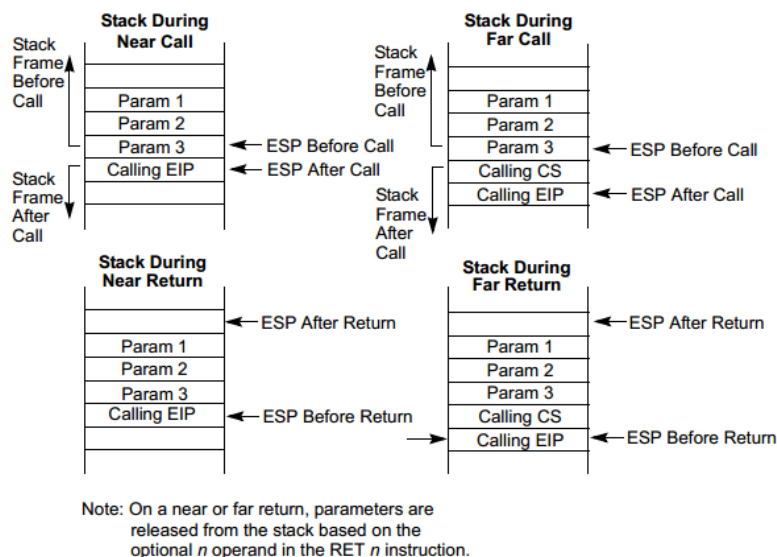 Stack During
Near Call
Stack
Frame
Before
Call
Param 1
Param 2
Param 3
ESP Before Call
Calling EIP
ESP After Call
Stack
Frame
After
Call
Stack During
Far Call
Stack
Frame
Before
Call
Param 1
Param 2
Param 3
ESP Before Call
Calling CS
Calling EIP
ESP After Call
Stack
Frame
After
Call
Stack During
Near Return
ESP After Return
Param 1
Param 2
Param 3
Calling EIP
ESP Before Return
Stack During
Far Return
ESP After Return
Param 1
Param 2
Param 3
Calling CS
Calling EIP
ESP Before Return
Note: On a near or far return, parameters are
released from the stack based on the
optional n operand in the RET n instruction.